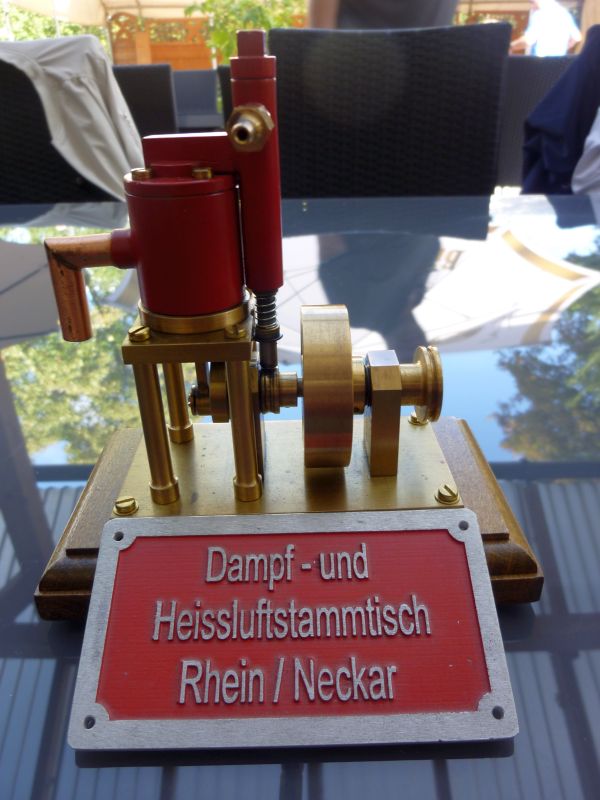 Dampf - und
Heissluftstammtisch
Rhein / Neckar